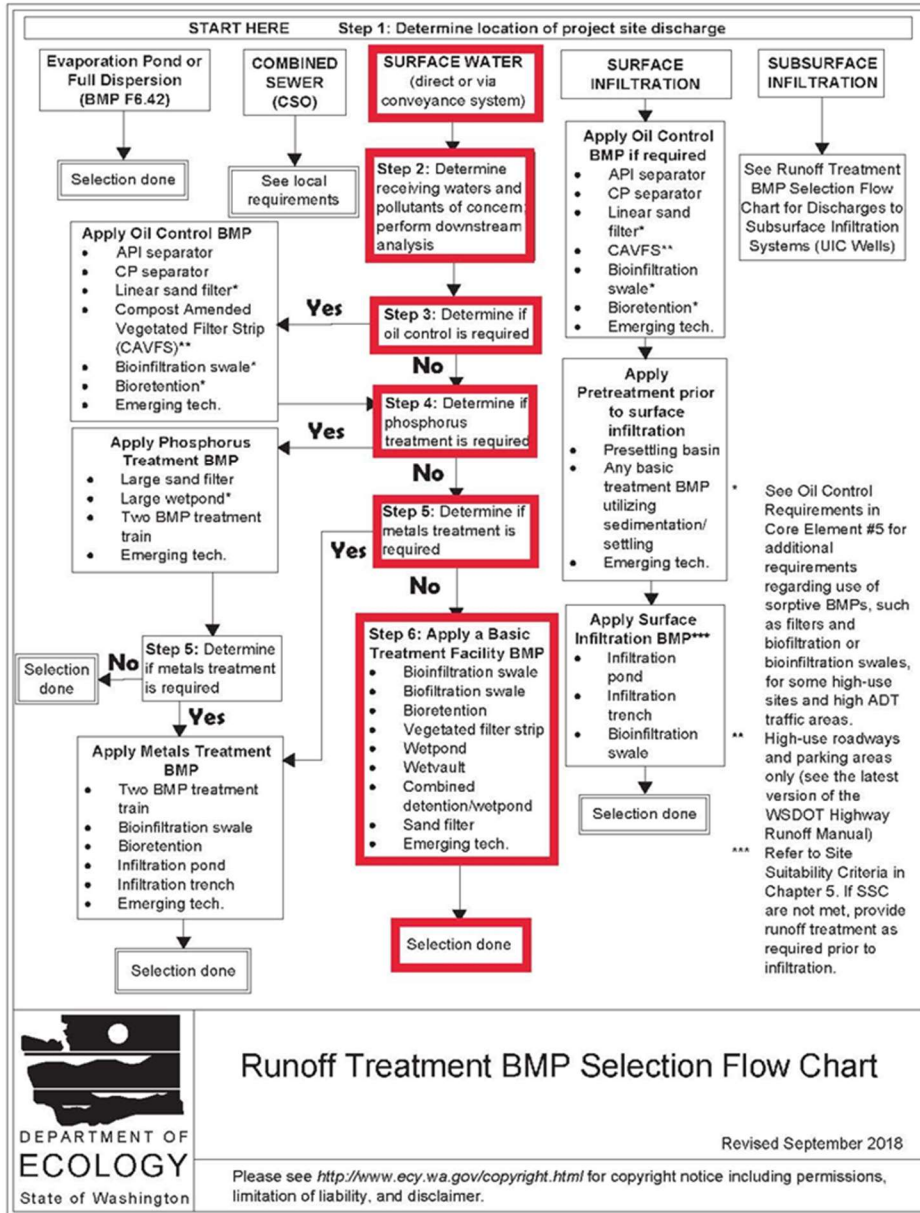 START HERE Step 1: Determine location of project site discharge
Evaporation Pond or
Full Dispersion
(BMP F6.42)
Selection done
COMBINED
SEWER
(CSO)
See local
requirements
SURFACE WATER
(direct or via
conveyance system)
Step 2: Determine
receiving waters and
pollutants of concern;
perform downstream
analysis
Step 3: Determine if
oil control is required
Yes
No
Apply Oil Control BMP
• API separator
• CP separator
• Linear sand filter*
• Compost Amended
Vegetated Filter Strip
(CAVFS)**
• Bioinfiltration swale*
• Bioretention*
• Emerging tech.
Step 4: Determine if
phosphorus
treatment is required
Yes
No
Apply Phosphorus
Treatment BMP
• Large sand filter
• Large wetpond*
• Two BMP treatment
train
• Emerging tech.
Step 5: Determine if
metals treatment is
required
Yes
No
Step 5: Determine
if metals treatment
is required
No
Selection
done
Yes
Apply Metals Treatment
BMP
• Two BMP treatment
train
• Bioinfiltration swale
• Bioretention
• Infiltration pond
• Infiltration trench
• Emerging tech.
Selection done
Step 6: Apply a Basic
Treatment Facility BMP
• Bioinfiltration swale
• Biofiltration swale
• Bioretention
• Vegetated filter strip
• Wetpond
• Wetvault
• Combined
detention/wetpond
• Sand filter
• Emerging tech.
Selection done
SURFACE
INFILTRATION
Apply Oil Control
BMP if required
• API separator
• CP separator
• Linear sand
filter*
• CAVFS**
• Bioinfiltration
swale*
• Bioretention*
• Emerging tech.
Apply
Pretreatment prior
to surface
infiltration
• Presettling basin
• Any basic
treatment BMP
utilizing
sedimentation/
settling
• Emerging tech.
Apply Surface
Infiltration BMP***
• Infiltration
pond
• Infiltration
trench
• Bioinfiltration
swale
Selection done
SUBSURFACE
INFILTRATION
See Runoff Treatment
BMP Selection Flow
Chart for Discharges to
Subsurface Infiltration
Systems (UIC Wells)
* See Oil Control
Requirements in
Core Element #5 for
additional
requirements
regarding use of
sorptive BMPs, such
as filters and
biofiltration or
bioinfiltration swales,
for some high-use
sites and high ADT
traffic areas.
** High-use roadways
and parking areas
only (see the latest
version of the
WSDOT Highway
Runoff Manual)
*** Refer to Site
Suitability Criteria in
Chapter 5. If SSC
are not met, provide
runoff treatment as
required prior to
infiltration.
DEPARTMENT OF
ECOLOGY
State of Washington
Runoff Treatment BMP Selection Flow Chart
Revised September 2018
Please see http://www.ecy.wa.gov/copyright.html for copyright notice including permissions,
limitation of liability, and disclaimer.